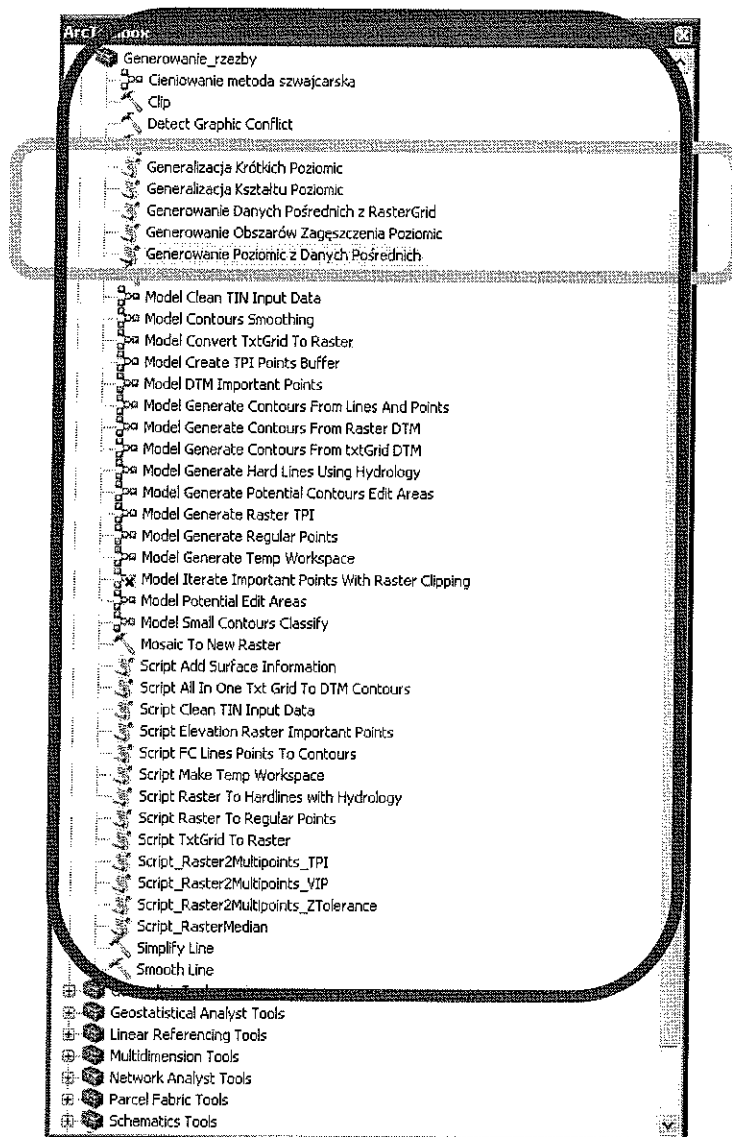 Generowanie_rzezby
Cieniowanie metoda szwajcarska
Clip
Detect Graphic Conflict
Generalizacja Krótkich Poziomic
Generalizacja Kształtu Poziomic
Generowanie Danych Pośrednich z RasterGrid
Generowanie Obszarów Zagęszczenia Poziomic
Generowanie Poziomic z Danych Pośrednich
Model Clean TIN Input Data
Model Contours Smoothing
Model Convert TxtGrid To Raster
Model Create TPI Points Buffer
Model DTM Important Points
Model Generate Contours From Lines And Points
Model Generate Contours From Raster DTM
Model Generate Contours From txtGrid DTM
Model Generate Hard Lines Using Hydrology
Model Generate Potential Contours Edit Areas
Model Generate Raster TPI
Model Generate Regular Points
Model Generate Temp Workspace
Model Iterate Important Points With Raster Clipping
Model Potential Edit Areas
Model Small Contours Classify
Mosaic To New Raster
Script Add Surface Information
Script All In One Txt Grid To DTM Contours
Script Clean TIN Input Data
Script Elevation Raster Important Points
Script FC Lines Points To Contours
Script Make Temp Workspace
Script Raster To Hardlines with Hydrology
Script Raster To Regular Points
Script TxtGrid To Raster
Script_Raster2Multipoints_TPI
Script_Raster2Multipoints_VIP
Script_Raster2Multipoints_ZTolerance
Script_RasterMedian
Simplify Line
Smooth Line
Geostatistical Analyst Tools
Linear Referencing Tools
Multidimension Tools
Network Analyst Tools
Parcel Fabric Tools
Schematics Tools